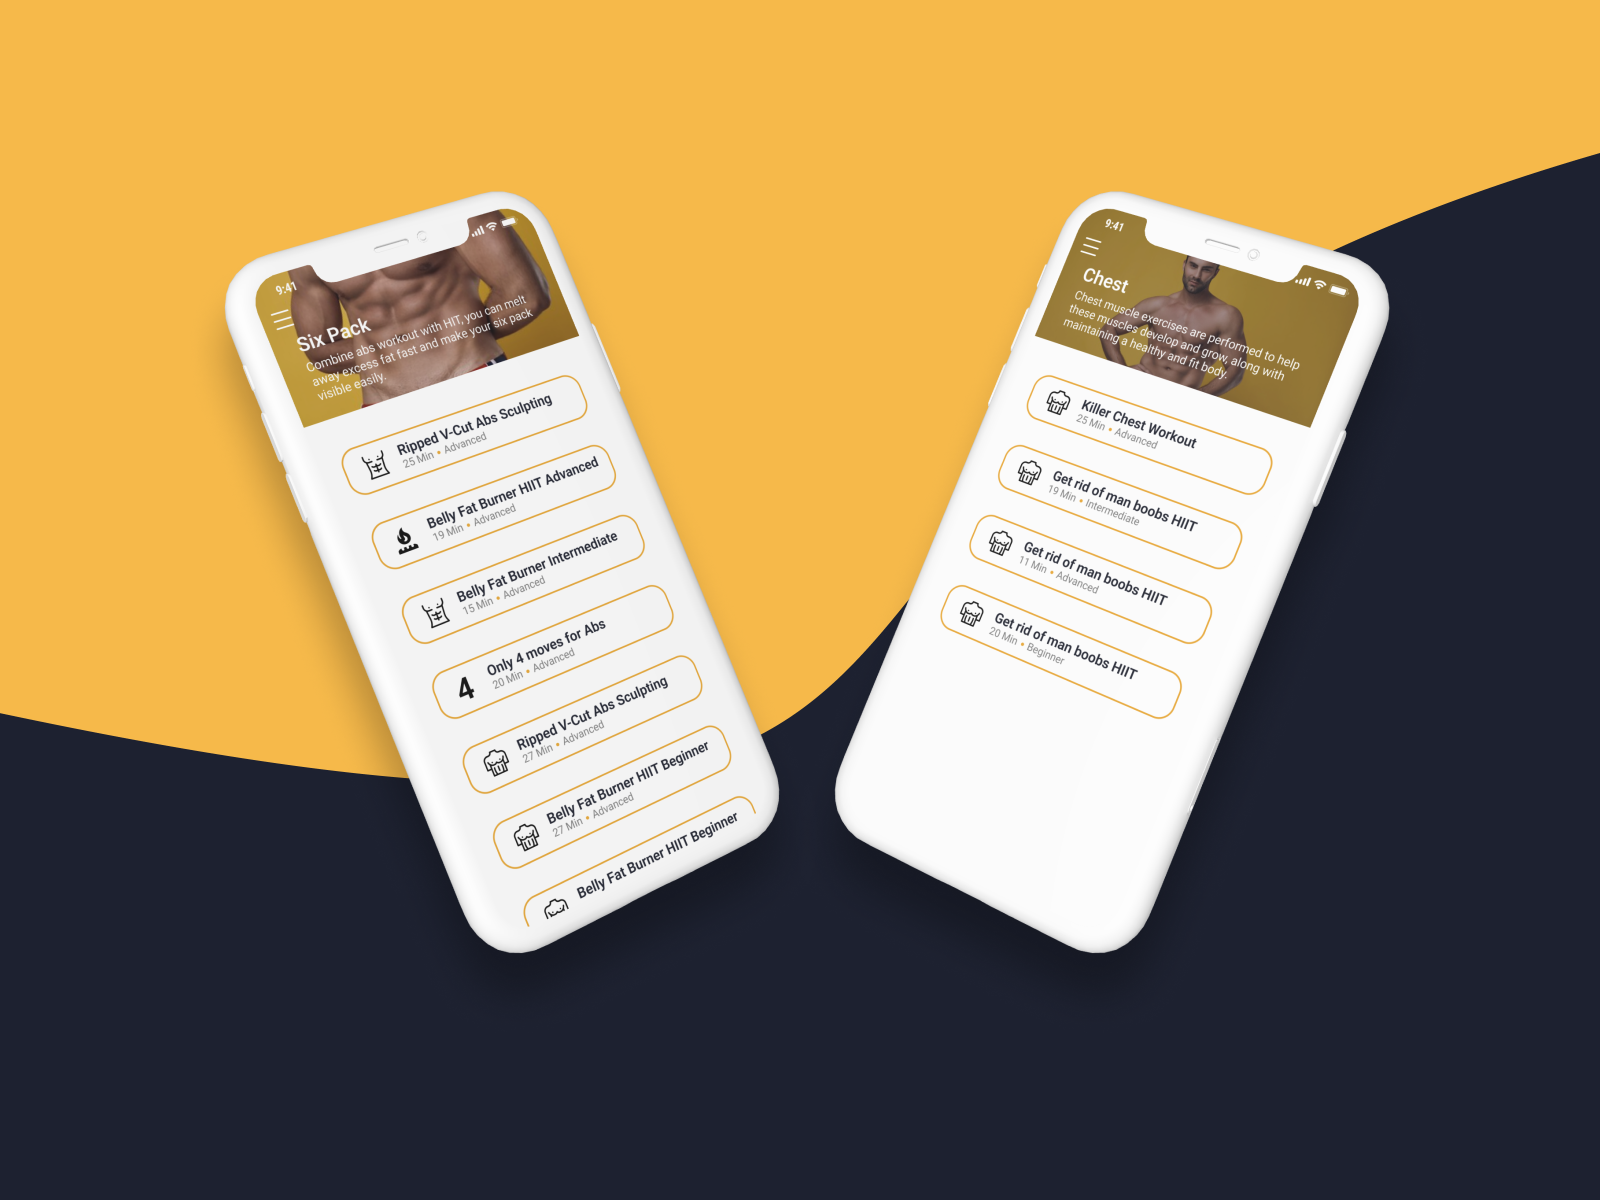 9:41
Six Pack
Combine abs workout with HIT, you can melt
away excess fat fast and make your six pack
visible easily.
Ripped V-Cut Abs Sculpting
25 Min • Advanced
Belly Fat Burner HIIT Advanced
19 Min • Advanced
Belly Fat Burner Intermediate
15 Min • Advanced
4
Only 4 moves for Abs
20 Min • Advanced
Ripped V-Cut Abs Sculpting
27 Min • Advanced
Belly Fat Burner HIIT Beginner
27 Min • Advanced
Belly Fat Burner HIIT Beginner
9:41
Chest
Chest muscle exercises are performed to help
these muscles develop and grow, along with
maintaining a healthy and fit body.
Killer Chest Workout
25 Min • Advanced
Get rid of man boobs HIIT
19 Min • Intermediate
Get rid of man boobs HIIT
11 Min • Advanced
Get rid of man boobs HIIT
20 Min • Beginner